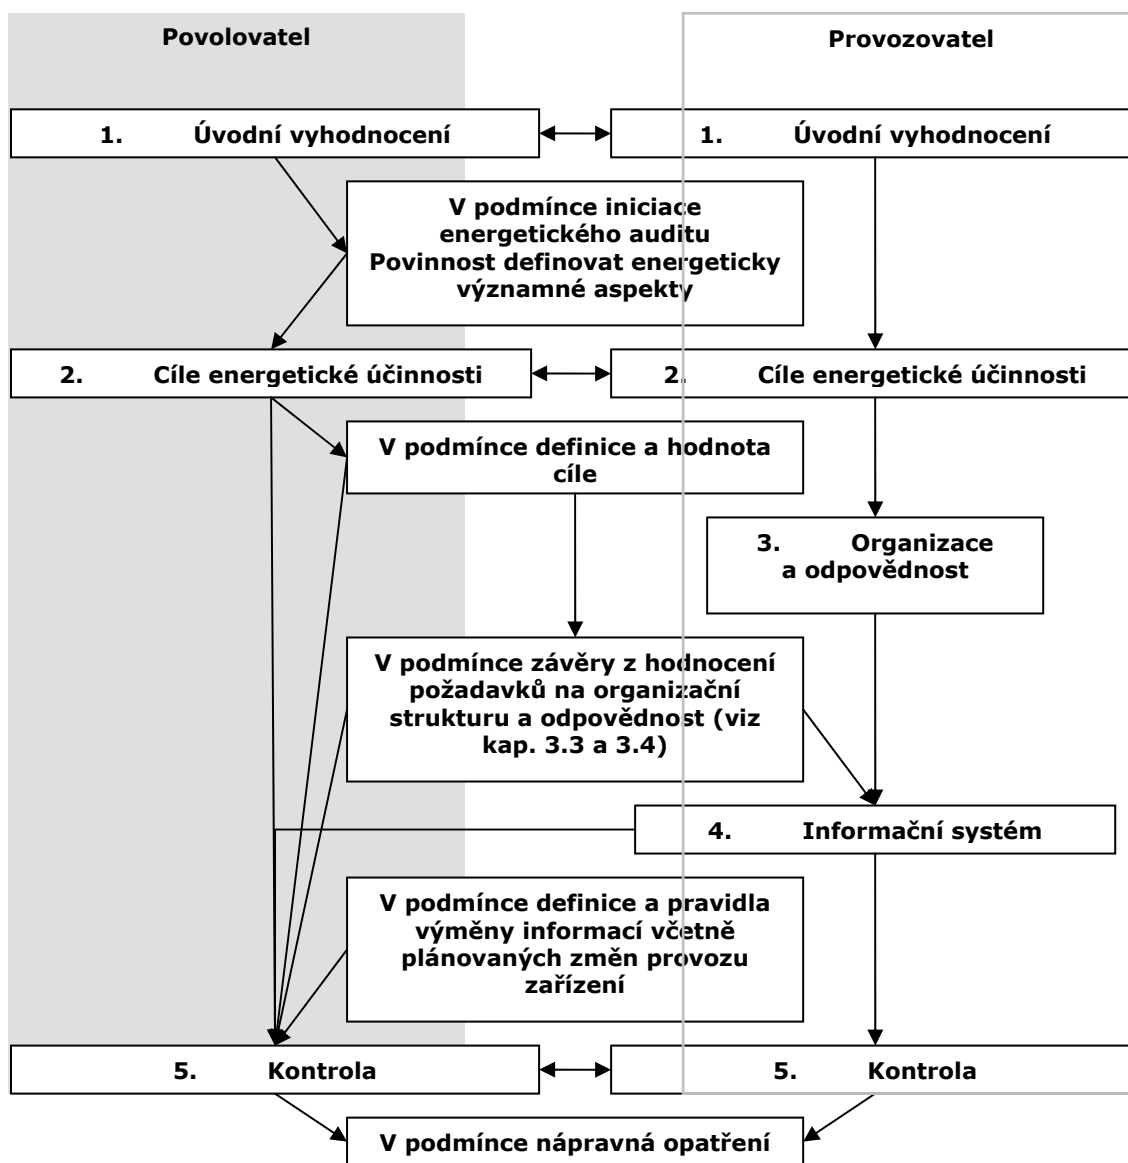 Povolovatel
Provozovatel
1. Úvodní vyhodnocení
1. Úvodní vyhodnocení
V podmínce iniciace
energetického auditu
Povinnost definovat energeticky
významné aspekty
2. Cíle energetické účinnosti
2. Cíle energetické účinnosti
V podmínce definice a hodnota
cíle
3. Organizace
a odpovědnost
V podmínce závěry z hodnocení
požadavků na organizační
strukturu a odpovědnost (viz
kap. 3.3 a 3.4)
4. Informační systém
V podmínce definice a pravidla
výměny informací včetně
plánovaných změn provozu
zařízení
5. Kontrola
5. Kontrola
V podmínce nápravná opatření